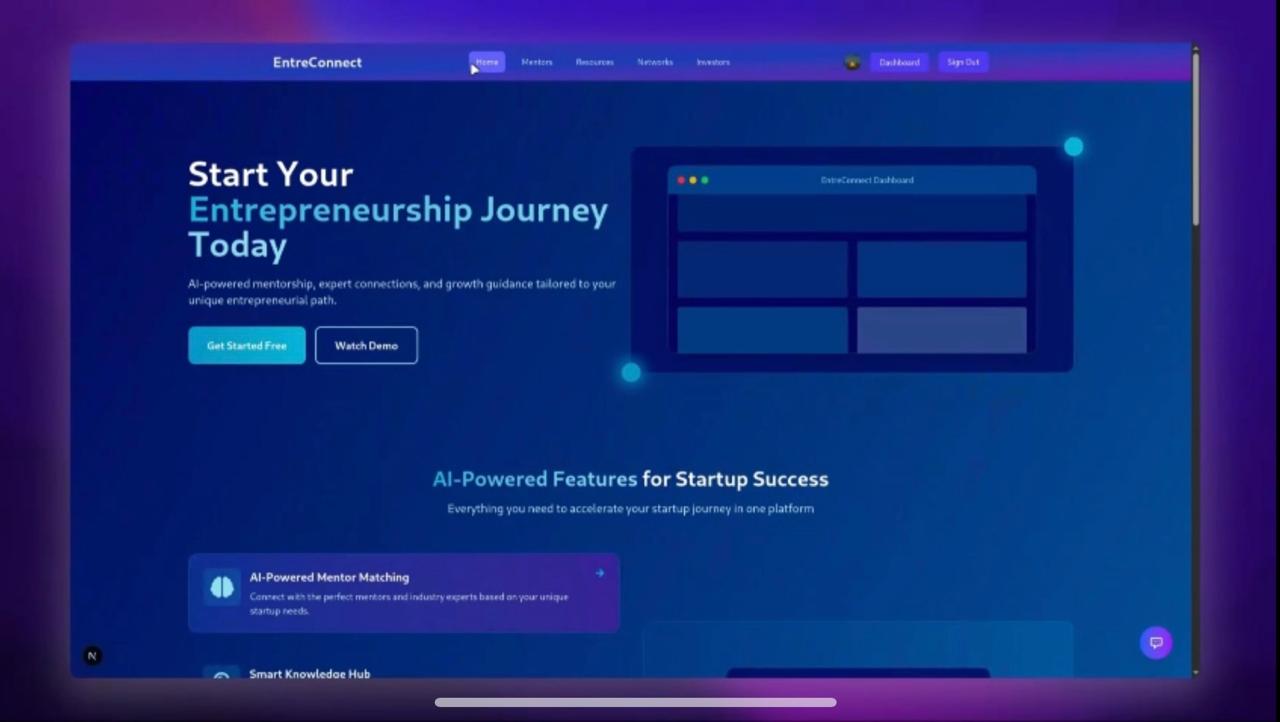 EntreConnect
Home Mentors Resources Networks Investors
Dashboard Sign Out
Start Your
Entrepreneurship Journey
Today
AI-powered mentorship, expert connections, and growth guidance tailored to your
unique entrepreneurial path.
Get Started Free Watch Demo
EntreConnect Dashboard
AI-Powered Features for Startup Success
Everything you need to accelerate your startup journey in one platform
AI-Powered Mentor Matching
Connect with the perfect mentors and industry experts based on your unique
startup needs.
Smart Knowledge Hub
N